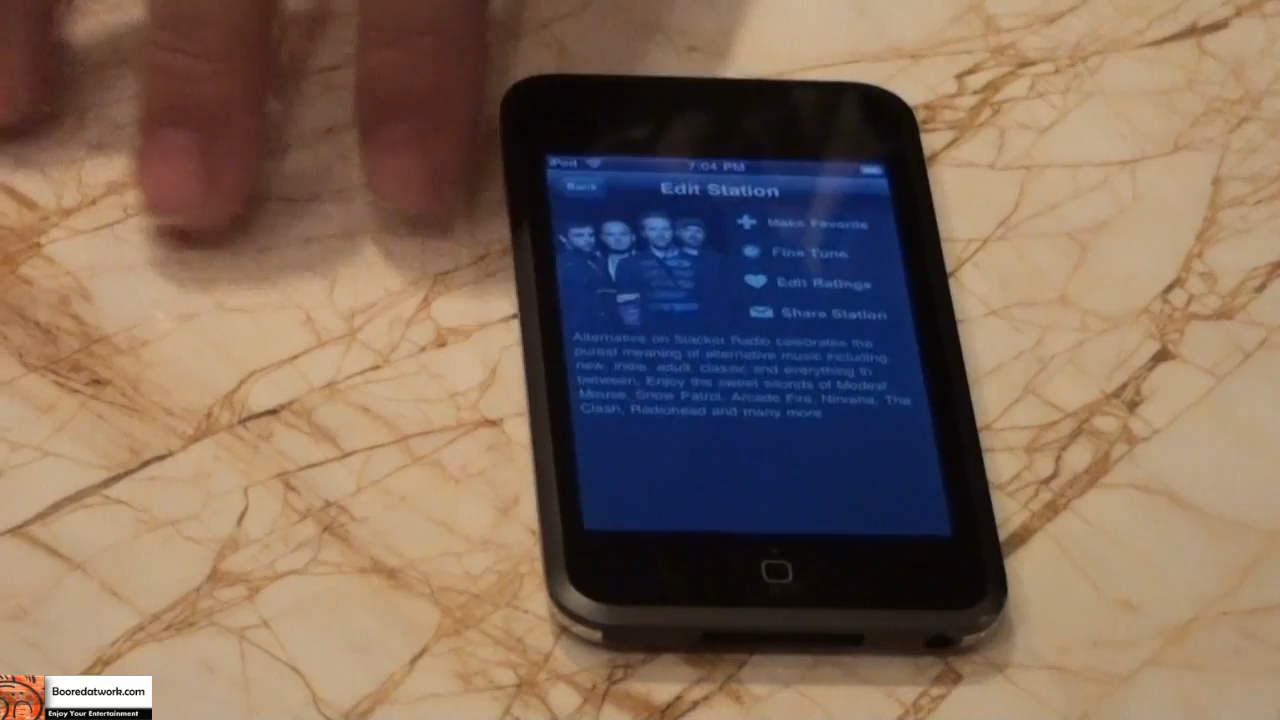 iPod 7:04 PM
Back
Edit Station
Make Favorite
Fine Tune
Edit Ratings
Share Station
Alternative on Slacker Radio celebrates the
purest meaning of alternative music including
new, indie, adult, classic and everything in
between. Enjoy the sweet sounds of Modest
Mouse, Snow Patrol, Arcade Fire, Nirvana, The
Clash, Radiohead and many more
Booredatwork.com
Enjoy Your Entertainment